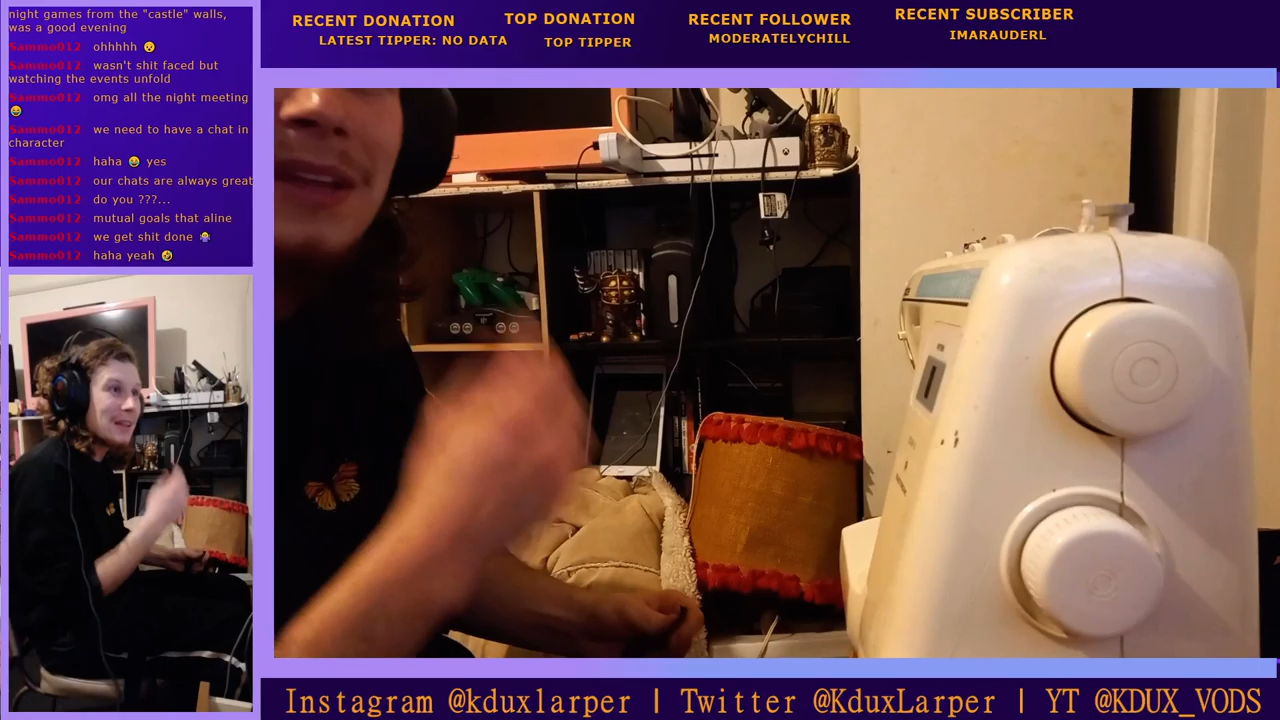 night games from the "castle" walls,
was a good evening
Sammo012 ohhhhh 😮
Sammo012 wasn't shit faced but
watching the events unfold
Sammo012 omg all the night meeting
😄
Sammo012 we need to have a chat in
character
Sammo012 haha 😄 yes
Sammo012 our chats are always great
Sammo012 do you ???...
Sammo012 mutual goals that aline
Sammo012 we get shit done 🤷
Sammo012 haha yeah 🤣
RECENT DONATION
LATEST TIPPER: NO DATA
TOP DONATION
TOP TIPPER
RECENT FOLLOWER
MODERATELYCHILL
RECENT SUBSCRIBER
IMARAUDERL
Instagram @kduxlarper | Twitter @KduxLarper | YT @KDUX_VODS